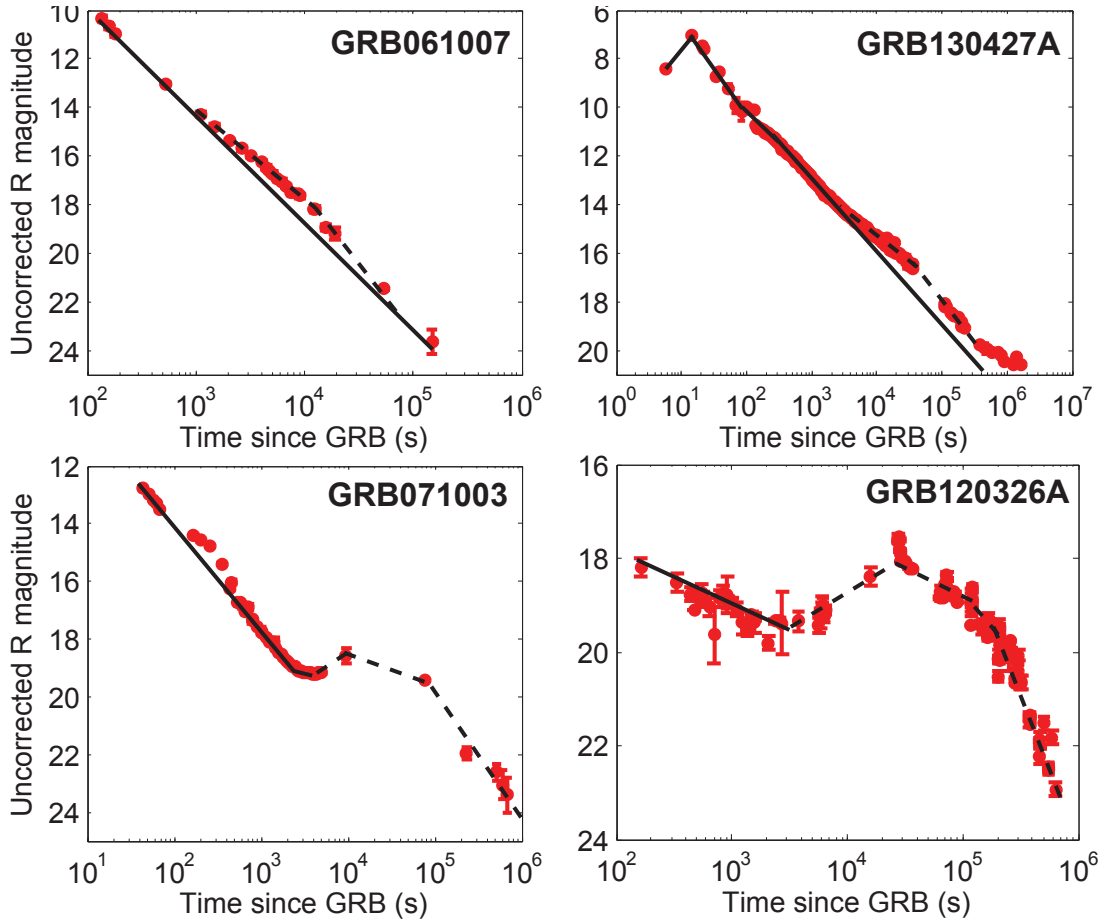 GRB061007
Uncorrected R magnitude
10
12
14
16
18
20
22
24
10^2 10^3 10^4 10^5 10^6
Time since GRB (s)
GRB130427A
6
8
10
12
14
16
18
20
10^0 10^1 10^2 10^3 10^4 10^5 10^6 10^7
Time since GRB (s)
GRB071003
Uncorrected R magnitude
12
14
16
18
20
22
24
10^1 10^2 10^3 10^4 10^5 10^6
Time since GRB (s)
GRB120326A
16
18
20
22
24
10^2 10^3 10^4 10^5 10^6
Time since GRB (s)